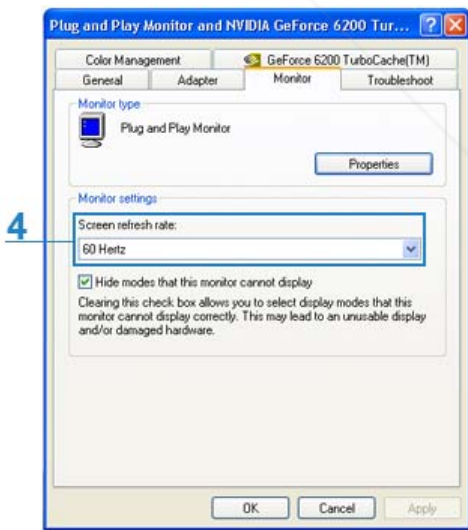 Plug and Play Monitor and NVIDIA GeForce 6200 Tur...
Color Management
GeForce 6200 TurboCache(TM)
General
Adapter
Monitor
Troubleshoot
Monitor type
Plug and Play Monitor
Properties
Monitor settings
4
Screen refresh rate:
60 Hertz
Hide modes that this monitor cannot display
Clearing this check box allows you to select display modes that this
monitor cannot display correctly. This may lead to an unusable display
and/or damaged hardware.
OK
Cancel
Apply